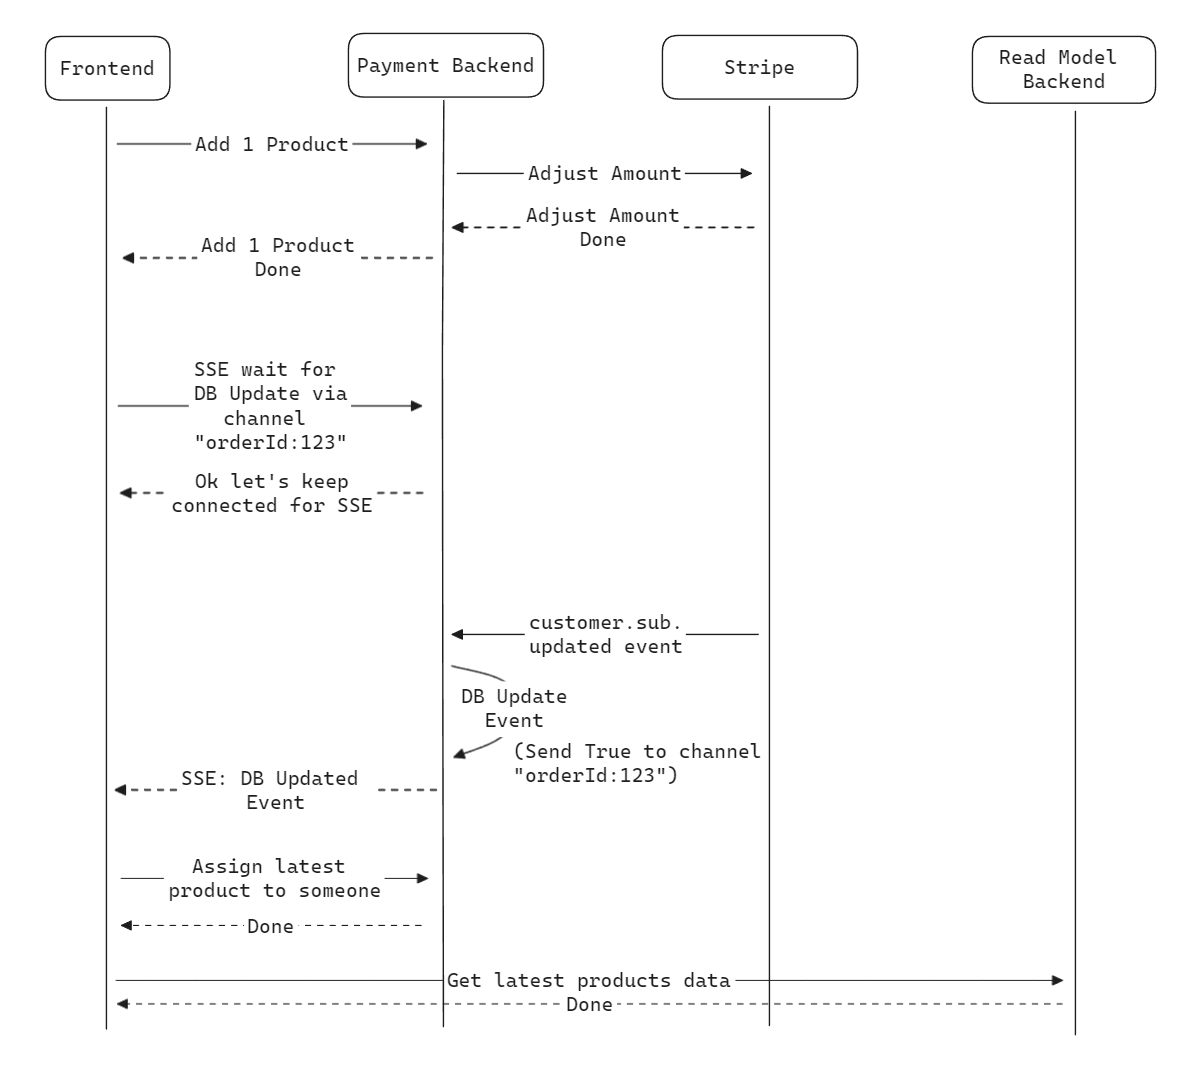 Frontend
Payment Backend
Stripe
Read Model
Backend
Add 1 Product
Adjust Amount
Adjust Amount
Done
Add 1 Product
Done
SSE wait for
DB Update via
channel
"orderId:123"
Ok let's keep
connected for SSE
customer.sub.
updated event
DB Update
Event
(Send True to channel
"orderId:123")
SSE: DB Updated
Event
Assign latest
product to someone
Done
Get latest products data
Done